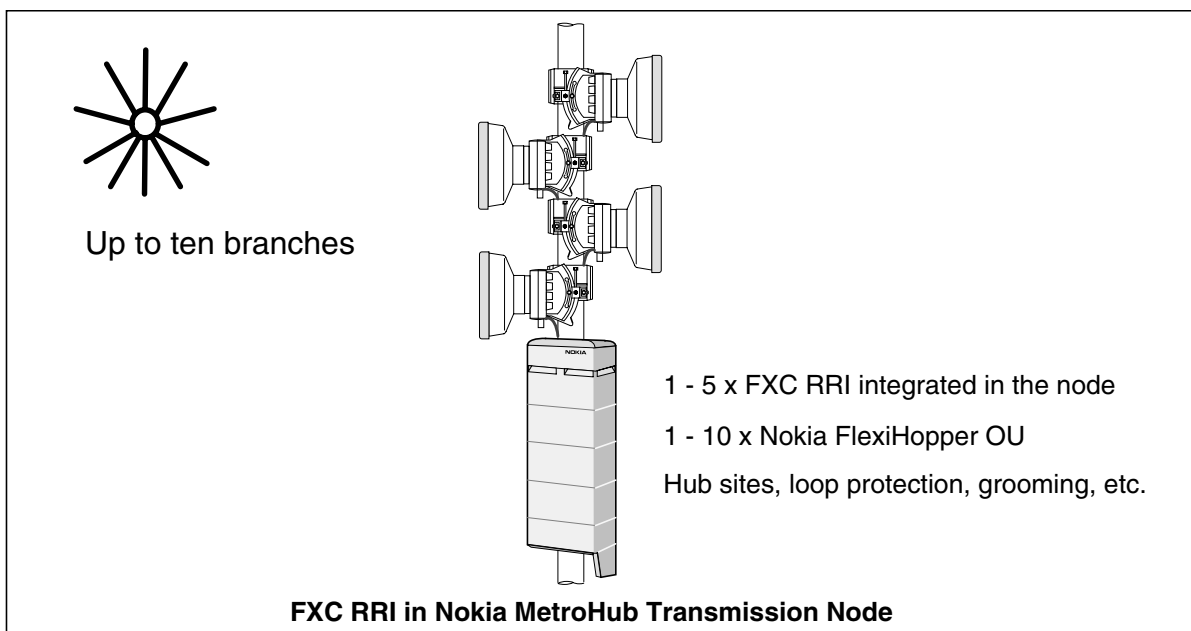 Up to ten branches
NOKIA
1 - 5 x FXC RRI integrated in the node
1 - 10 x Nokia FlexiHopper OU
Hub sites, loop protection, grooming, etc.
FXC RRI in Nokia MetroHub Transmission Node